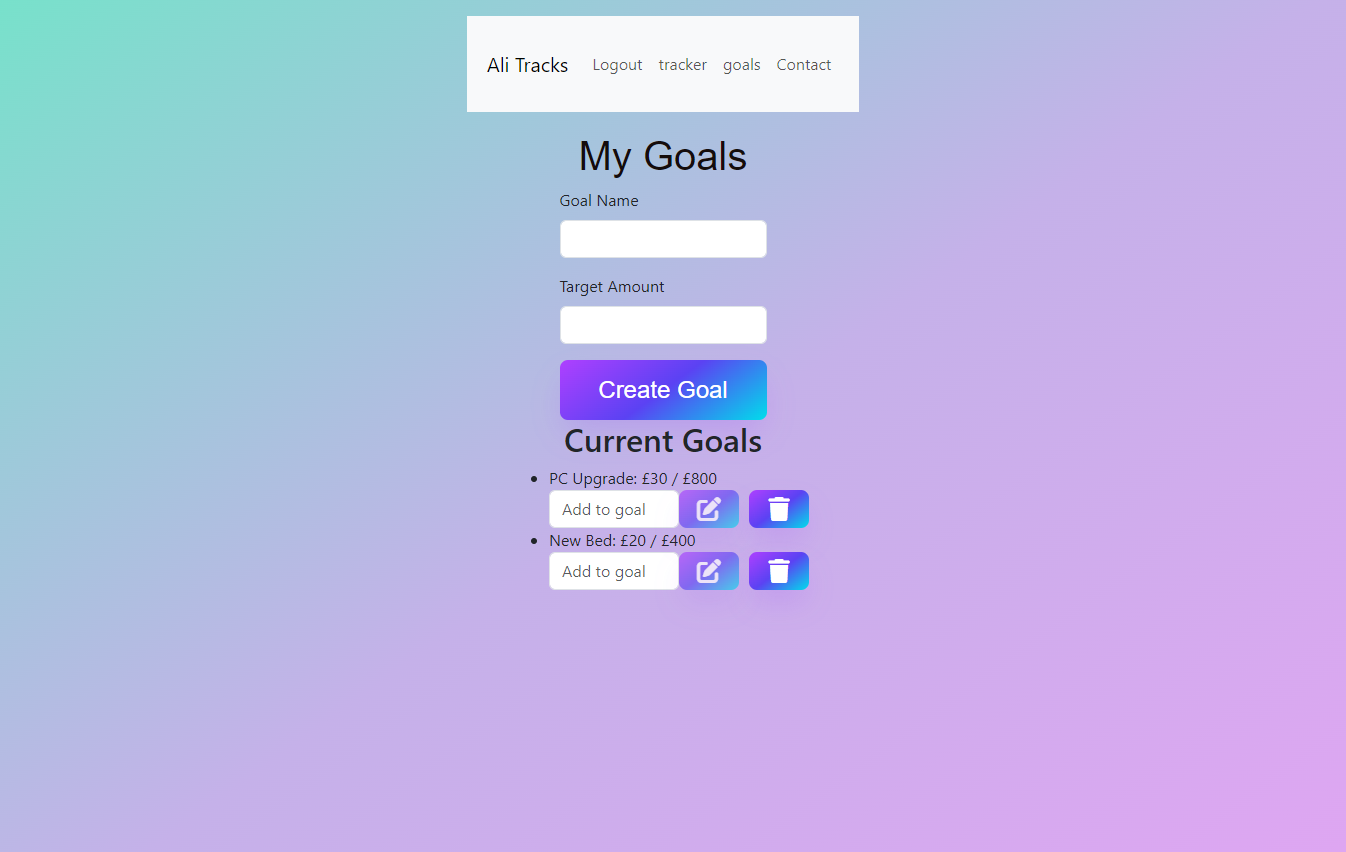 Ali Tracks Logout tracker goals Contact
My Goals
Goal Name
Target Amount
Create Goal
Current Goals
PC Upgrade: £30 / £800
Add to goal
New Bed: £20 / £400
Add to goal